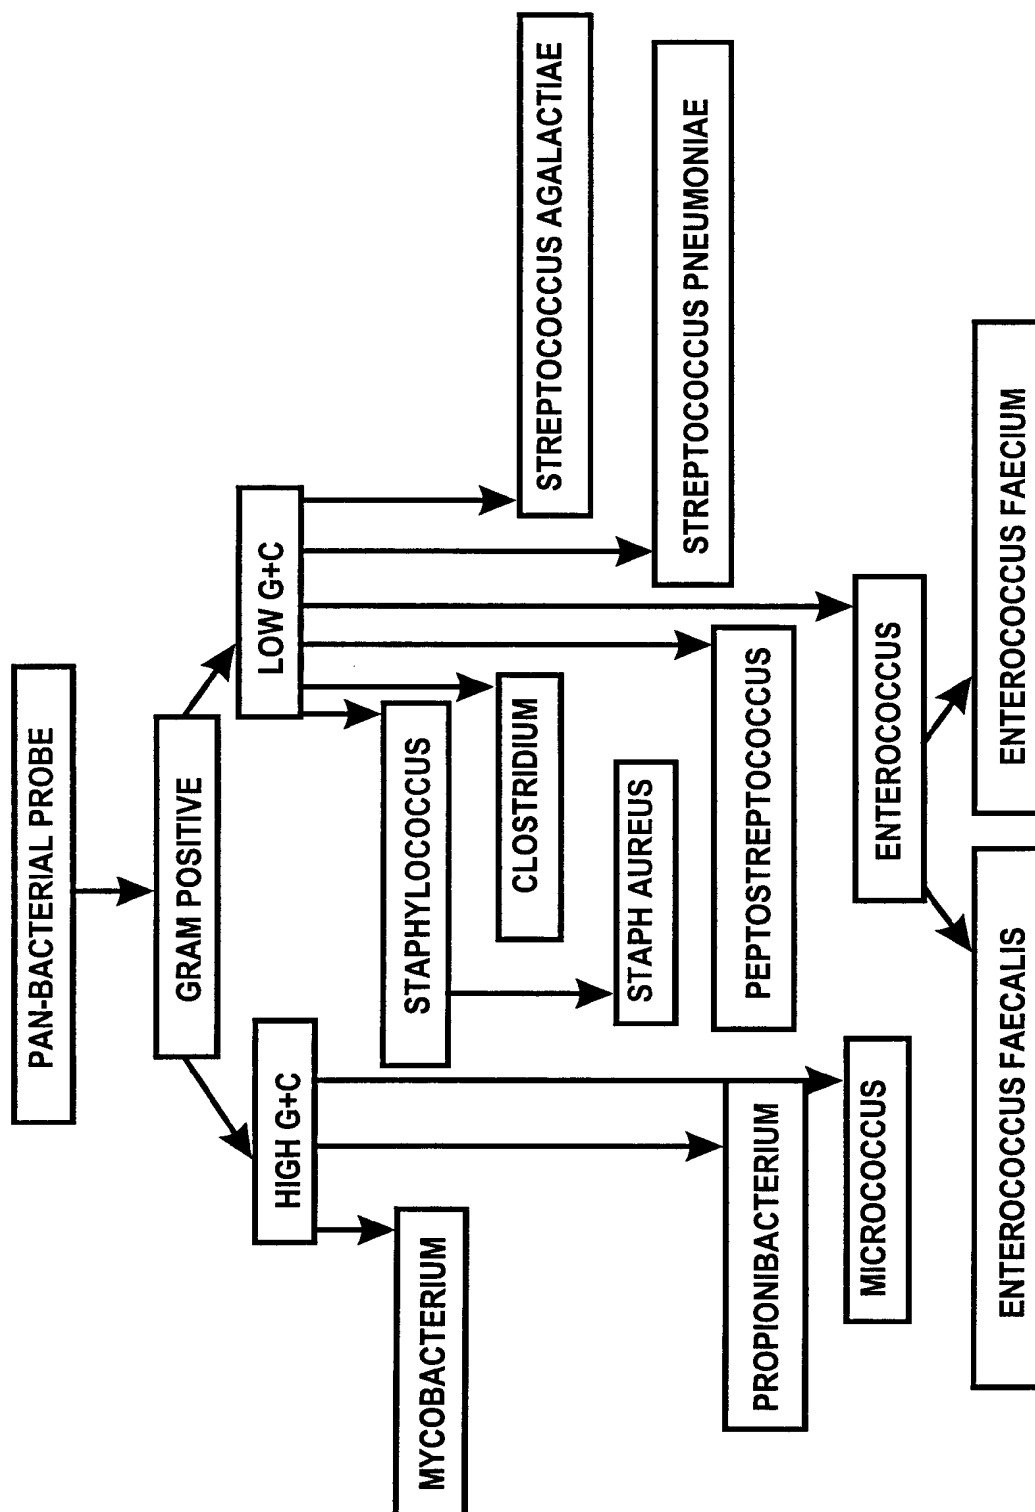 PAN-BACTERIAL PROBE
GRAM POSITIVE
HIGH G+C
LOW G+C
MYCOBACTERIUM
STAPHYLOCOCCUS
CLOSTRIDIUM
STREPTOCOCCUS AGALACTIAE
STAPH AUREUS
STREPTOCOCCUS PNEUMONIAE
PROPIONIBACTERIUM
PEPTOSTREPTOCOCCUS
MICROCOCCUS
ENTEROCOCCUS
ENTEROCOCCUS FAECALIS
ENTEROCOCCUS FAECIUM